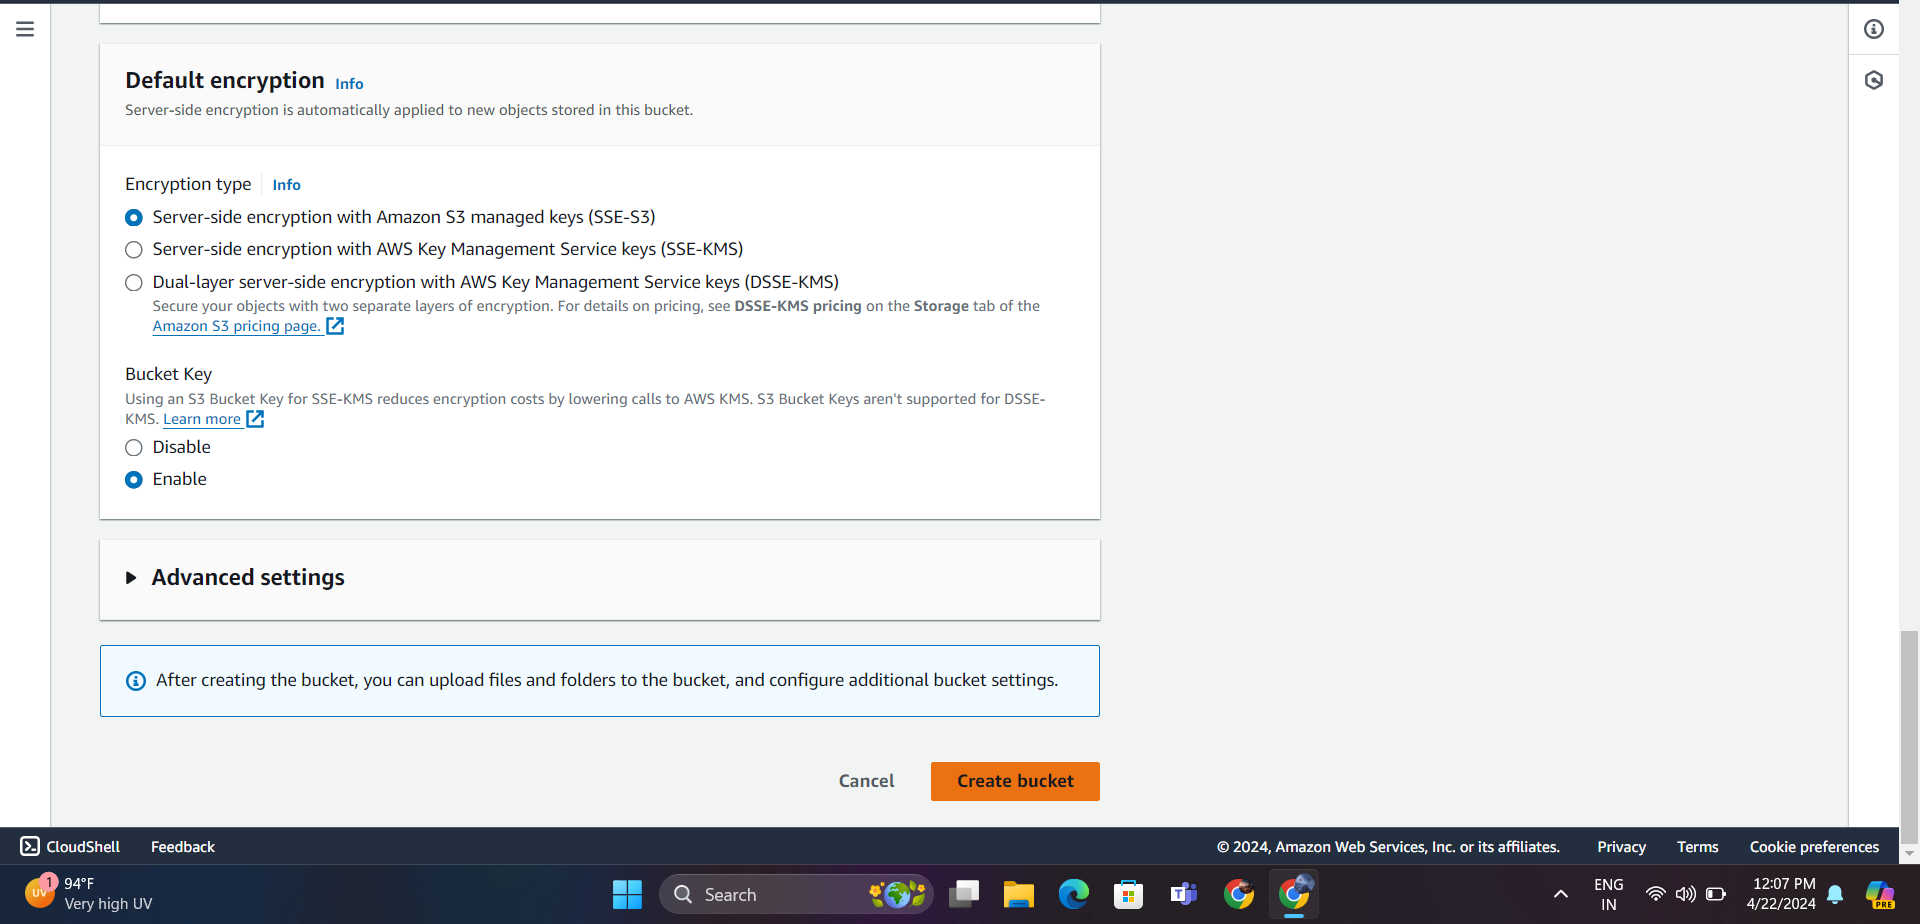 Default encryption Info
Server-side encryption is automatically applied to new objects stored in this bucket.
Encryption type Info
Server-side encryption with Amazon S3 managed keys (SSE-S3)
Server-side encryption with AWS Key Management Service keys (SSE-KMS)
Dual-layer server-side encryption with AWS Key Management Service keys (DSSE-KMS)
Secure your objects with two separate layers of encryption. For details on pricing, see DSSE-KMS pricing on the Storage tab of the
Amazon S3 pricing page.
Bucket Key
Using an S3 Bucket Key for SSE-KMS reduces encryption costs by lowering calls to AWS KMS. S3 Bucket Keys aren't supported for DSSE-
KMS. Learn more
Disable
Enable
Advanced settings
After creating the bucket, you can upload files and folders to the bucket, and configure additional bucket settings.
Cancel Create bucket
CloudShell Feedback © 2024, Amazon Web Services, Inc. or its affiliates. Privacy Terms Cookie preferences
UV 1 94°F
Very high UV
Search
ENG
IN
12:07 PM
4/22/2024
PRE